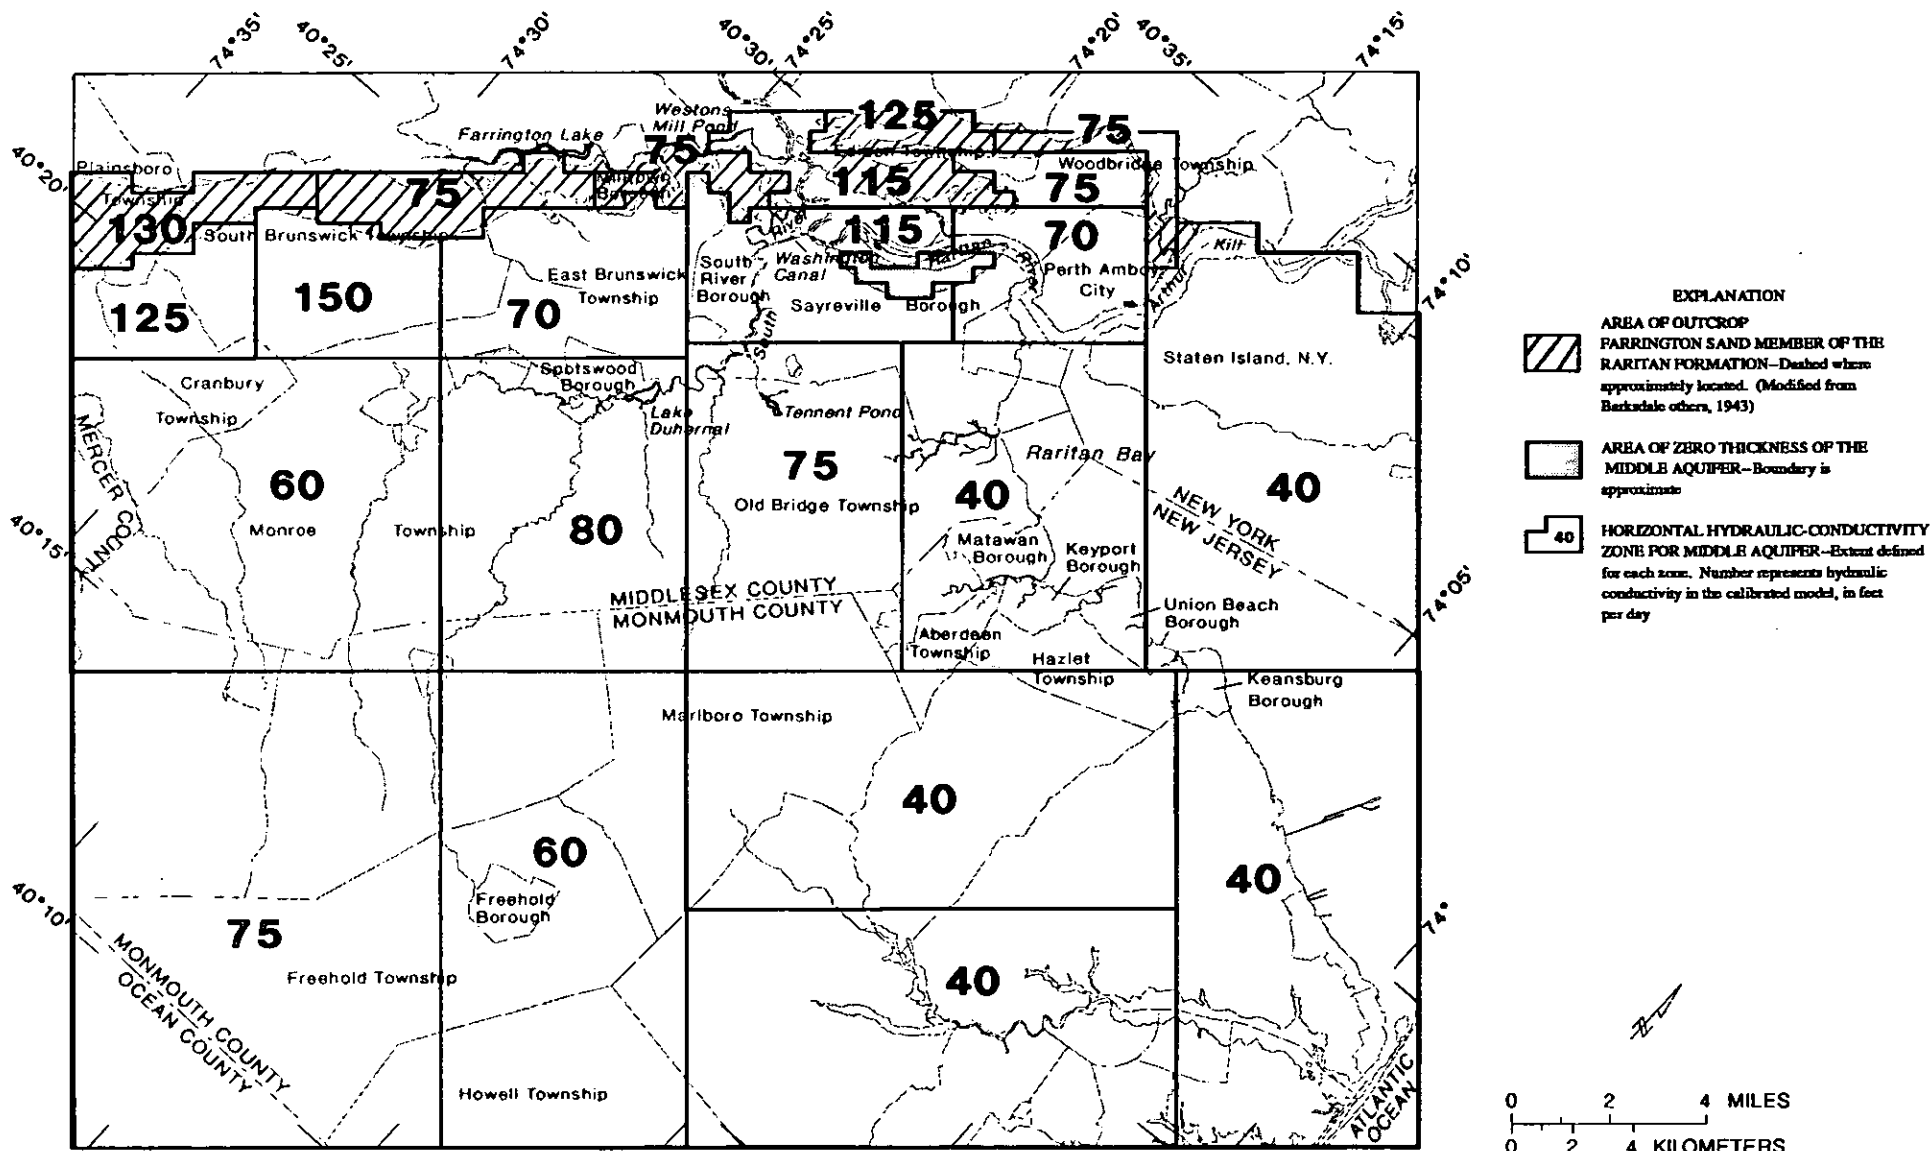 74°35'
40°25'
74°30'
40°30'
74°25'
74°20'
40°35'
74°15'
Westons
Mill Pond
125
75
Farrington Lake
75
Woodbridge Township
40°20'
Plainsboro
Township
75
115
75
130
South Brunswick Township
River
115
70
Kill
Raritan
River
Washington
Canal
South
River
Borough
East Brunswick
Township
Perth Amboy
City
Arthur
74°10'
125
150
70
Sayreville Borough
South
Staten Island, N.Y.
Cranbury
Township
Spotswood
Borough
Lake
Duhernal
Tennent Pond
MERCER COUNTY
60
75
Raritan Bay
40
40
Monroe Township
80
Old Bridge Township
NEW YORK
NEW JERSEY
40°15'
Matawan
Borough
Keyport
Borough
MIDDLESEX COUNTY
MONMOUTH COUNTY
Union Beach
Borough
74°05'
Aberdeen
Township
Hazlet
Township
Keansburg
Borough
Marlboro Township
40
60
40
Freehold
Borough
40°10'
75
74°
MONMOUTH COUNTY
OCEAN COUNTY
Freehold Township
40
Howell Township
ATLANTIC
OCEAN
EXPLANATION
AREA OF OUTCROP
FARRINGTON SAND MEMBER OF THE
RARITAN FORMATION--Dashed where
approximately located. (Modified from
Barksdale others, 1943)
AREA OF ZERO THICKNESS OF THE
MIDDLE AQUIFER--Boundary is
approximate
40
HORIZONTAL HYDRAULIC-CONDUCTIVITY
ZONE FOR MIDDLE AQUIFER--Extent defined
for each zone. Number represents hydraulic
conductivity in the calibrated model, in feet
per day
0 2 4 MILES
0 2 4 KILOMETERS